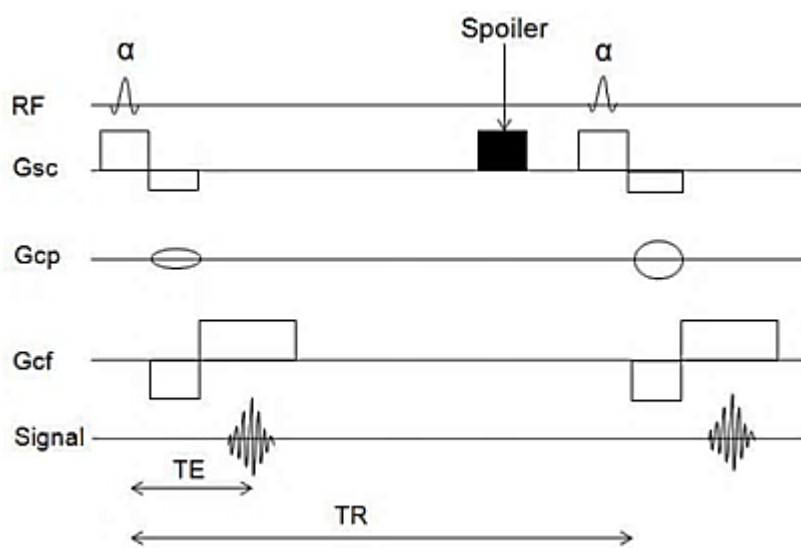 Spoiler
α α
RF
Gsc
Gcp
Gcf
Signal
TE
TR